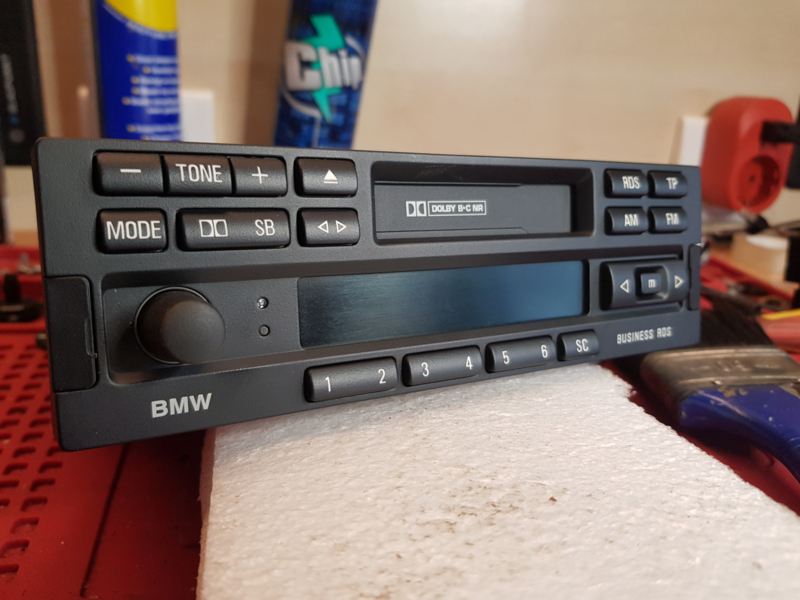 Chip
− TONE +
RDS TP
DOLBY B•C NR
MODE
SB
AM FM
m
1 2 3 4 5 6 SC
BUSINESS RDS
BMW